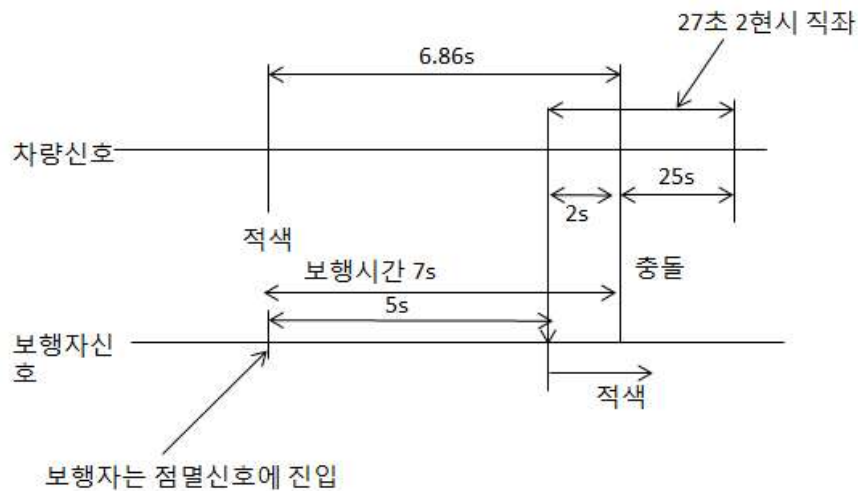 27초 2현시 직좌
6.86s
차량신호
25s
2s
적색
보행시간 7s
충돌
5s
보행자신
호
적색
보행자는 점멸신호에 진입